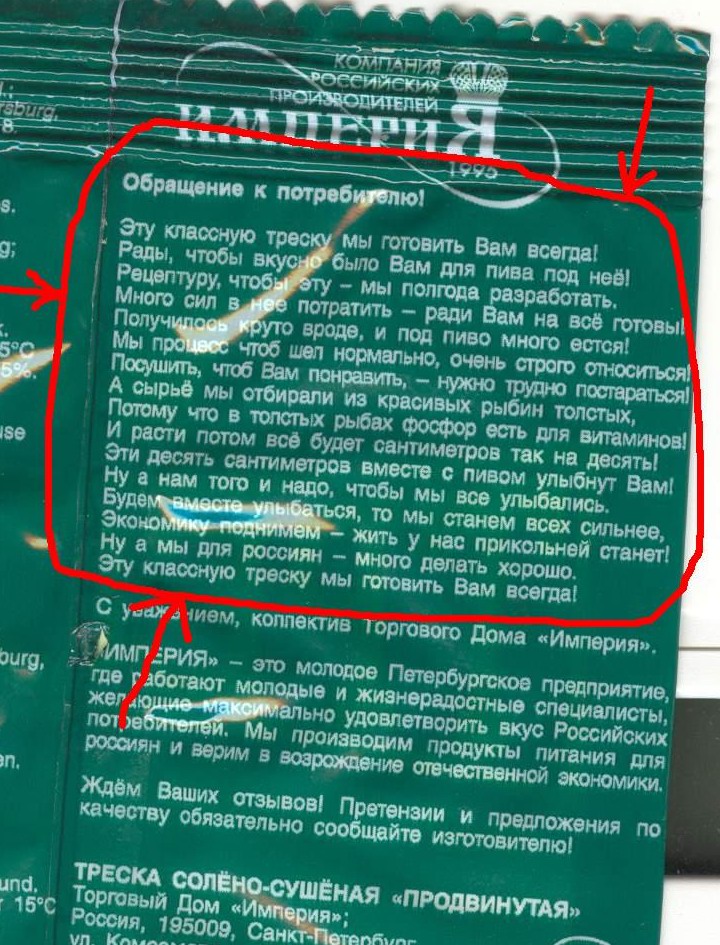 КОМПАНИЯ
РОССИЙСКИХ
ПРОИЗВОДИТЕЛЕЙ
ИМПЕРИЯ
1995
Обращение к потребителю!
Эту классную треску мы готовить Вам всегда!
Рады, чтобы вкусно было Вам для пива под неё!
Рецептуру, чтобы эту – мы полгода разработать.
Много сил в нее потратить – ради Вам на всё готовы!
Получилось круто вроде, и под пиво много естся!
Мы процесс чтоб шел нормально, очень строго относиться!
Посушить, чтоб Вам понравить, – нужно трудно постараться!
А сырьё мы отбирали из красивых рыбин толстых,
Потому что в толстых рыбах фосфор есть для витаминов!
И расти потом всё будет сантиметров так на десять!
Эти десять сантиметров вместе с пивом улыбнут Вам!
Ну а нам того и надо, чтобы мы все улыбались.
Будем вместе улыбаться, то мы станем всех сильнее,
Экономику поднимем – жить у нас прикольней станет!
Ну а мы для россиян – много делать хорошо.
Эту классную треску мы готовить Вам всегда!
С уважением, коллектив Торгового Дома «Империя».
«ИМПЕРИЯ» – это молодое Петербургское предприятие,
где работают молодые и жизнерадостные специалисты,
желающие максимально удовлетворить вкус Российских
потребителей. Мы производим продукты питания для
россиян и верим в возрождение отечественной экономики.
Ждём Ваших отзывов! Претензии и предложения по
качеству обязательно сообщайте изготовителю!
ТРЕСКА СОЛЁНО-СУШЁНАЯ «ПРОДВИНУТАЯ»
Торговый Дом «Империя»;
Россия, 195009, Санкт-Петербург
ул.
5°C
5%.
15°C